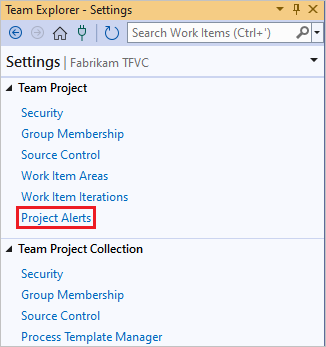 Team Explorer - Settings
Search Work Items (Ctrl+')
Settings | Fabrikam TFVC
Team Project
Security
Group Membership
Source Control
Work Item Areas
Work Item Iterations
Project Alerts
Team Project Collection
Security
Group Membership
Source Control
Process Template Manager